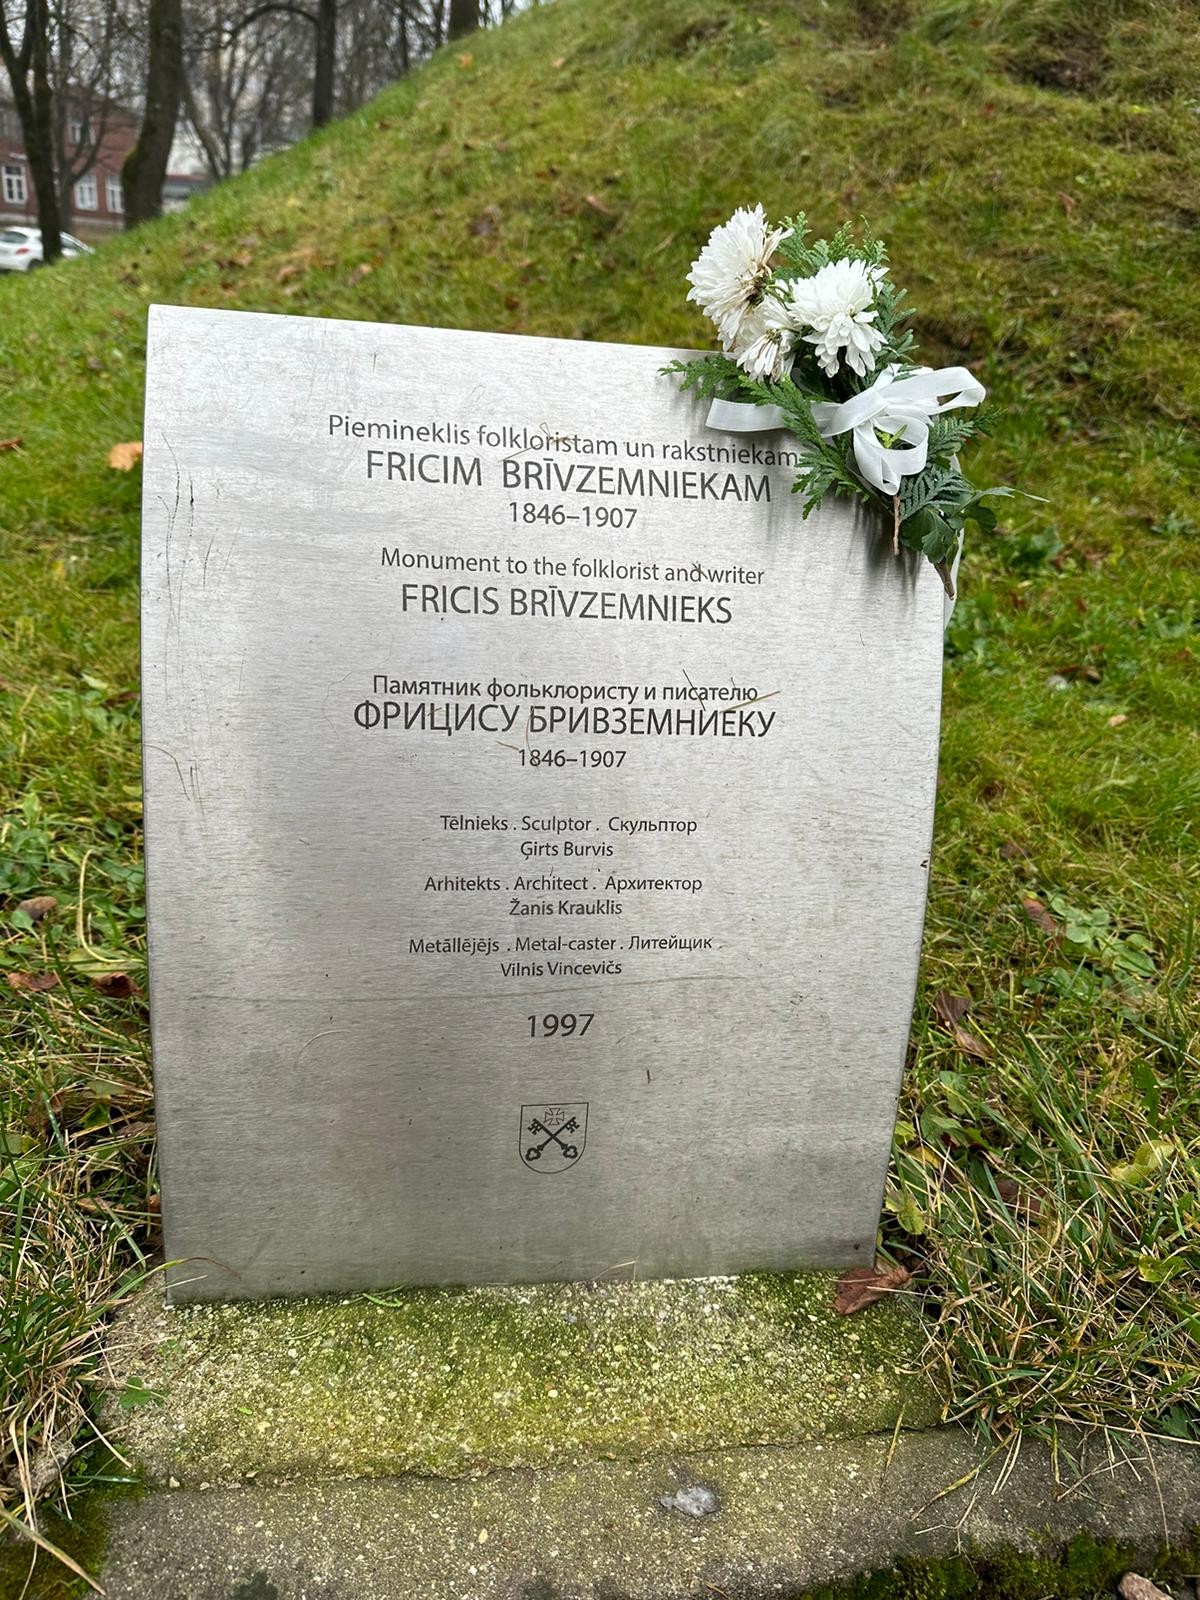 Piemineklis folkloristam un rakstniekam
FRICIM BRĪVZEMNIEKAM
1846–1907
Monument to the folklorist and writer
FRICIS BRĪVZEMNIEKS
Памятник фольклористу и писателю
ФРИЦИСУ БРИВЗЕМНИЕКУ
1846–1907
Tēlnieks . Sculptor . Скульптор
Ģirts Burvis
Arhitekts . Architect . Архитектор
Žanis Krauklis
Metāllējējs . Metal-caster . Литейщик
Vilnis Vincevičs
1997